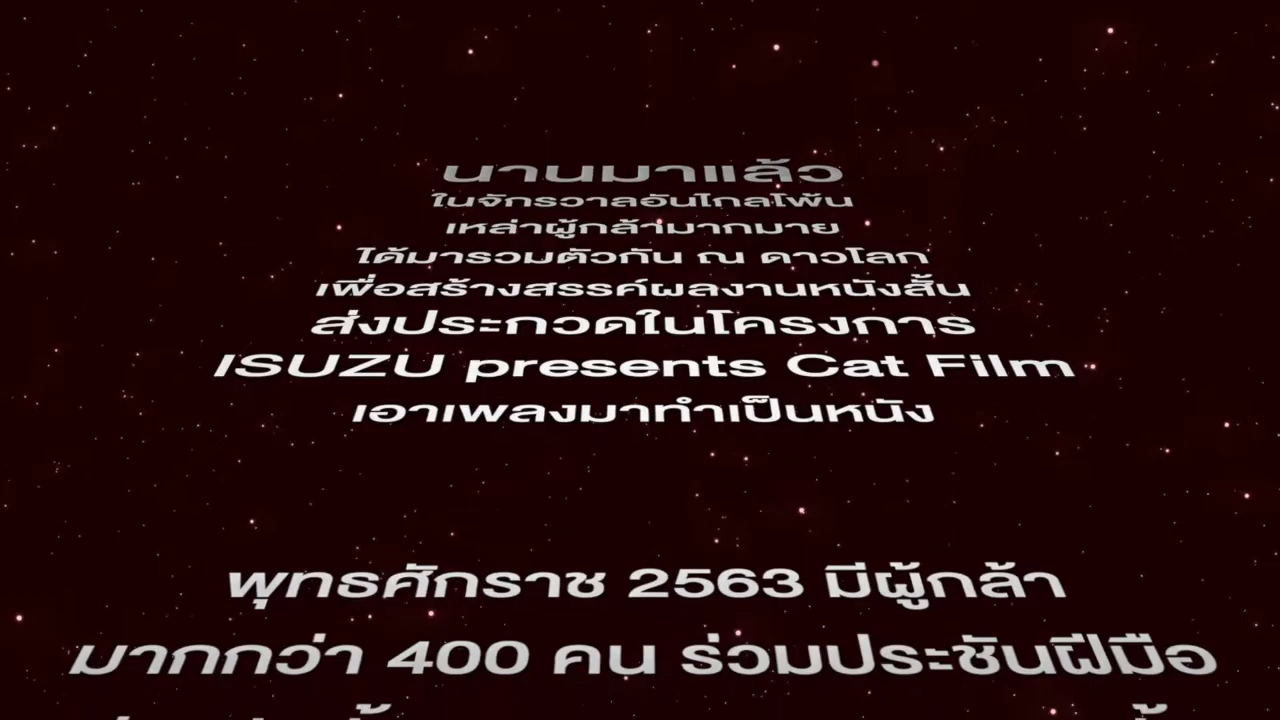 นานมาแล้ว
ในจักรวาลอันไกลโพ้น
เหล่าผู้กล้ามากมาย
ได้มารวมตัวกัน ณ ดาวโลก
เพื่อสร้างสรรค์ผลงานหนังสั้น
ส่งประกวดในโครงการ
ISUZU presents Cat Film
เอาเพลงมาทำเป็นหนัง
พุทธศักราช 2563 มีผู้กล้า
มากกว่า 400 คน ร่วมประชันฝีมือ